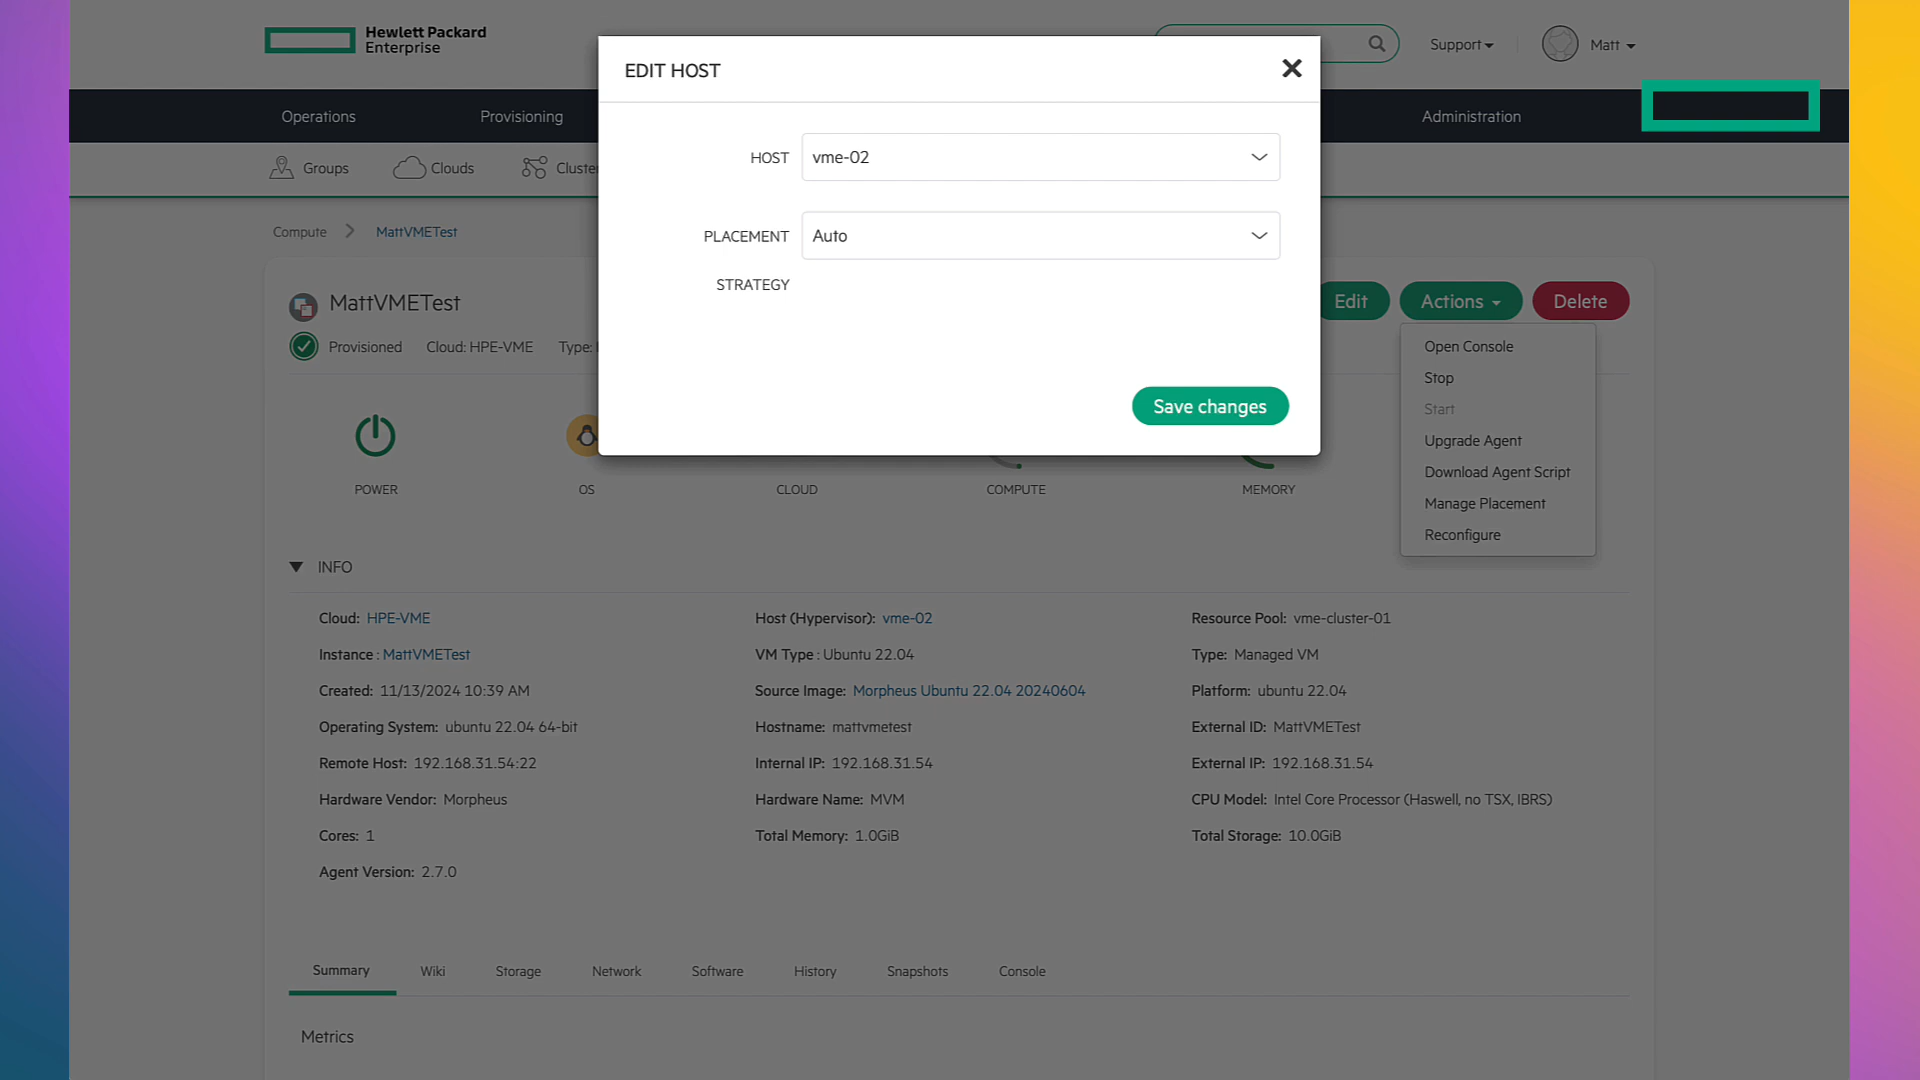 Hewlett Packard
Enterprise
Support
Matt
EDIT HOST
Operations
Provisioning
Administration
HOST
vme-02
Groups
Clouds
Cluste
PLACEMENT
STRATEGY
Auto
Compute
MattVMETest
MattVMETest
Edit
Actions
Delete
Provisioned
Cloud: HPE-VME
Type:
Save changes
Open Console
Stop
Start
Upgrade Agent
Download Agent Script
Manage Placement
Reconfigure
POWER
OS
CLOUD
COMPUTE
MEMORY
INFO
Cloud: HPE-VME
Host (Hypervisor): vme-02
Resource Pool: vme-cluster-01
Instance : MattVMETest
VM Type : Ubuntu 22.04
Type: Managed VM
Created: 11/13/2024 10:39 AM
Source Image: Morpheus Ubuntu 22.04 20240604
Platform: ubuntu 22.04
Operating System: ubuntu 22.04 64-bit
Hostname: mattvmetest
External ID: MattVMETest
Remote Host: 192.168.31.54:22
Internal IP: 192.168.31.54
External IP: 192.168.31.54
Hardware Vendor: Morpheus
Hardware Name: MVM
CPU Model: Intel Core Processor (Haswell, no TSX, IBRS)
Cores: 1
Total Memory: 1.0GiB
Total Storage: 10.0GiB
Agent Version: 2.7.0
Summary
Wiki
Storage
Network
Software
History
Snapshots
Console
Metrics